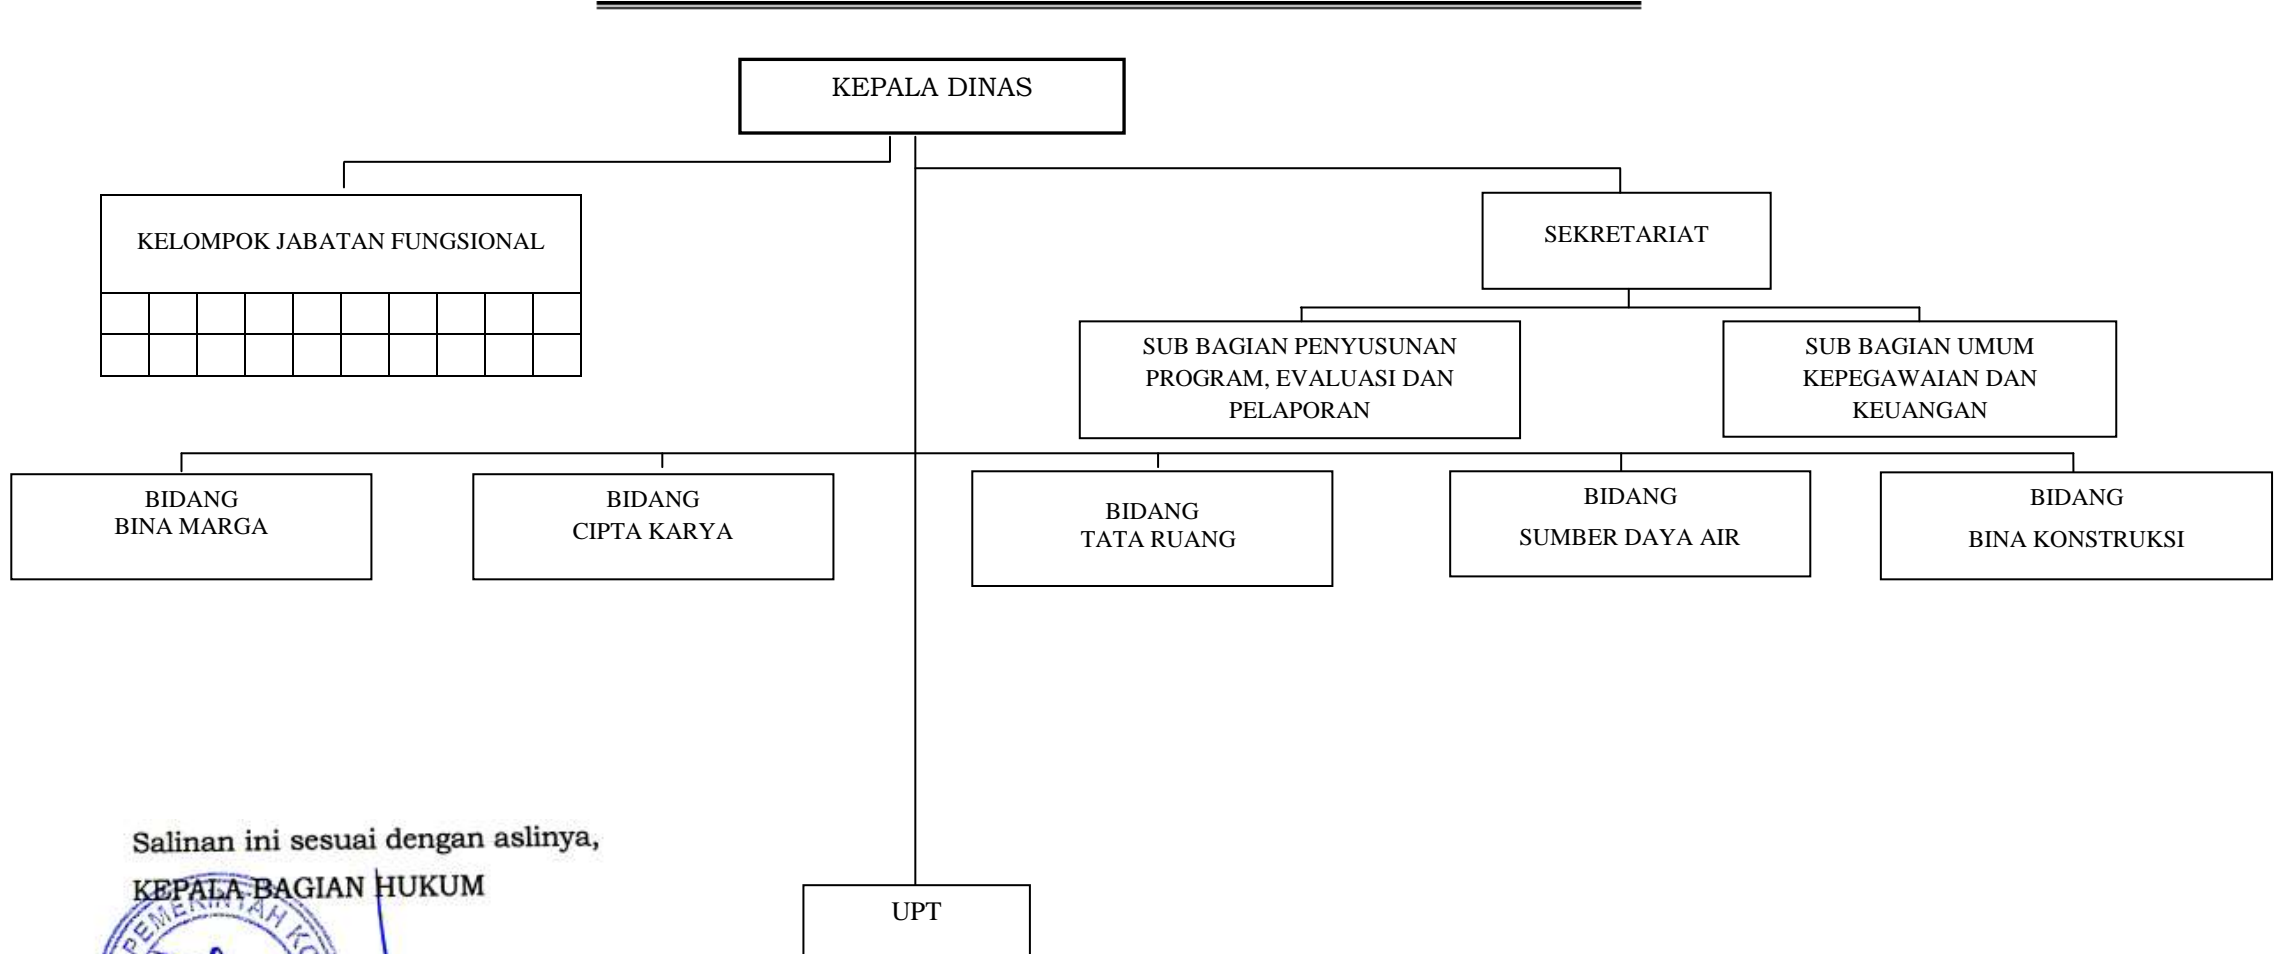 KEPALA DINAS
KELOMPOK JABATAN FUNGSIONAL
SEKRETARIAT
SUB BAGIAN PENYUSUNAN
PROGRAM, EVALUASI DAN
PELAPORAN
SUB BAGIAN UMUM
KEPEGAWAIAN DAN
KEUANGAN
BIDANG
BINA MARGA
BIDANG
CIPTA KARYA
BIDANG
TATA RUANG
BIDANG
SUMBER DAYA AIR
BIDANG
BINA KONSTRUKSI
Salinan ini sesuai dengan aslinya,
KEPALA BAGIAN HUKUM
PEMERINTAH
UPT